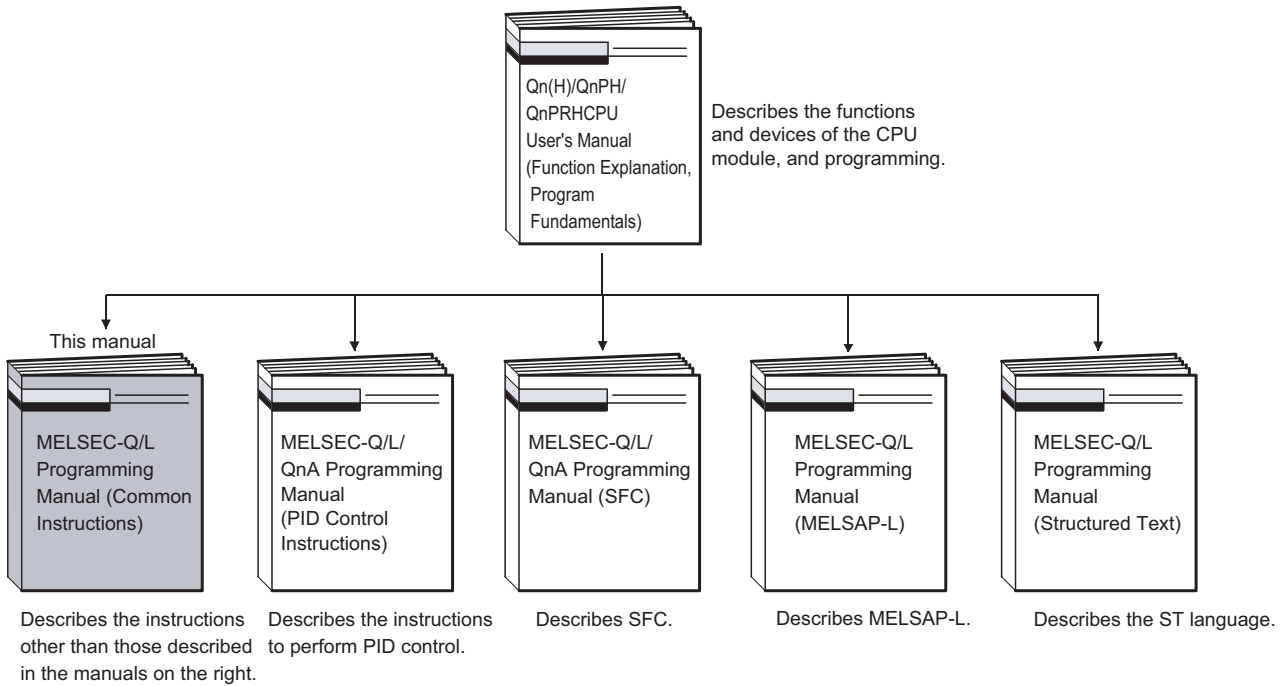 Qn(H)/QnPH/
QnPRHCPU
User's Manual
(Function Explanation,
Program
Fundamentals)
Describes the functions
and devices of the CPU
module, and programming.
This manual
MELSEC-Q/L
Programming
Manual (Common
Instructions)
MELSEC-Q/L/
QnA Programming
Manual
(PID Control
Instructions)
MELSEC-Q/L/
QnA Programming
Manual (SFC)
MELSEC-Q/L
Programming
Manual
(MELSAP-L)
MELSEC-Q/L
Programming
Manual
(Structured Text)
Describes the instructions
other than those described
in the manuals on the right.
Describes the instructions
to perform PID control.
Describes SFC.
Describes MELSAP-L.
Describes the ST language.